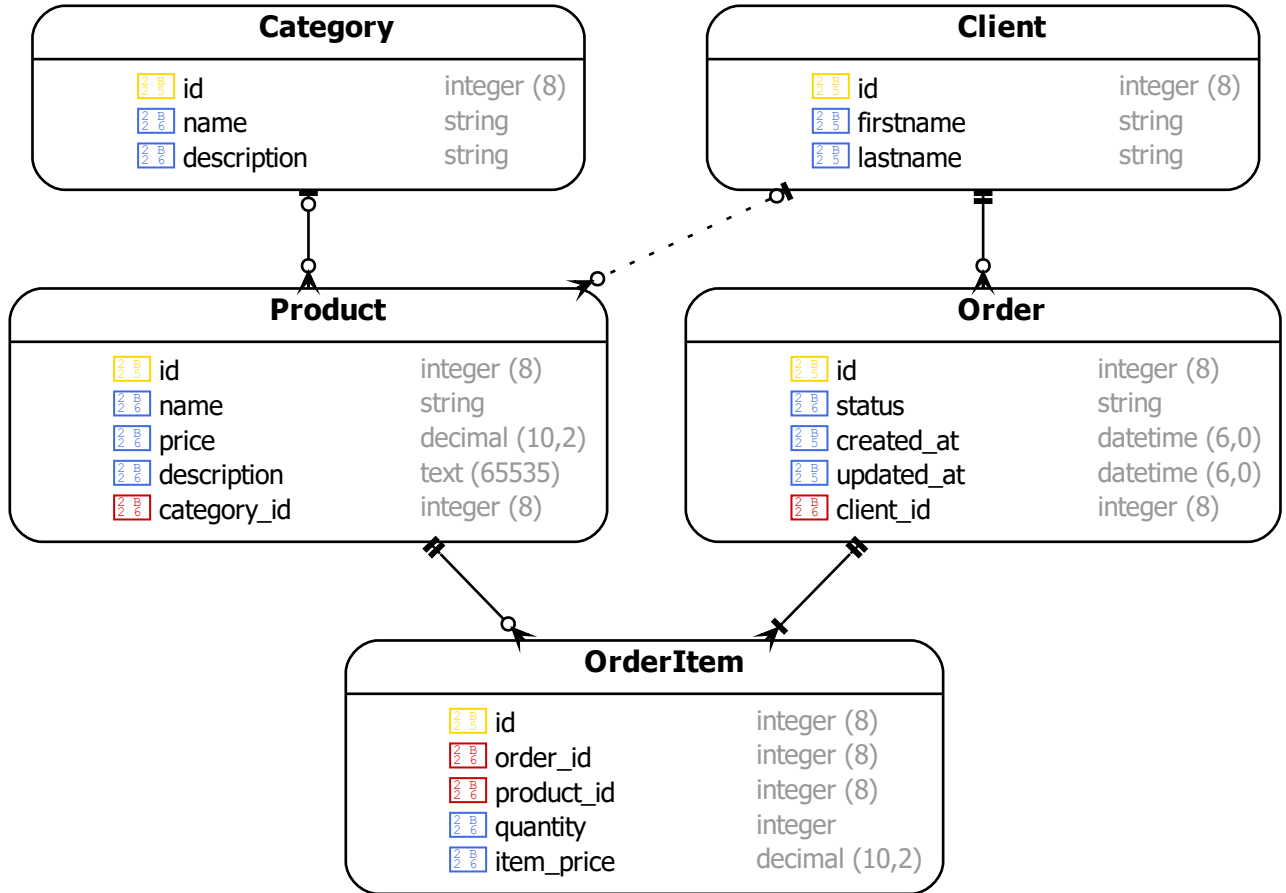 Category
id integer (8)
name string
description string
Client
id integer (8)
firstname string
lastname string
Product
id integer (8)
name string
price decimal (10,2)
description text (65535)
category_id integer (8)
Order
id integer (8)
status string
created_at datetime (6,0)
updated_at datetime (6,0)
client_id integer (8)
OrderItem
id integer (8)
order_id integer (8)
product_id integer (8)
quantity integer
item_price decimal (10,2)